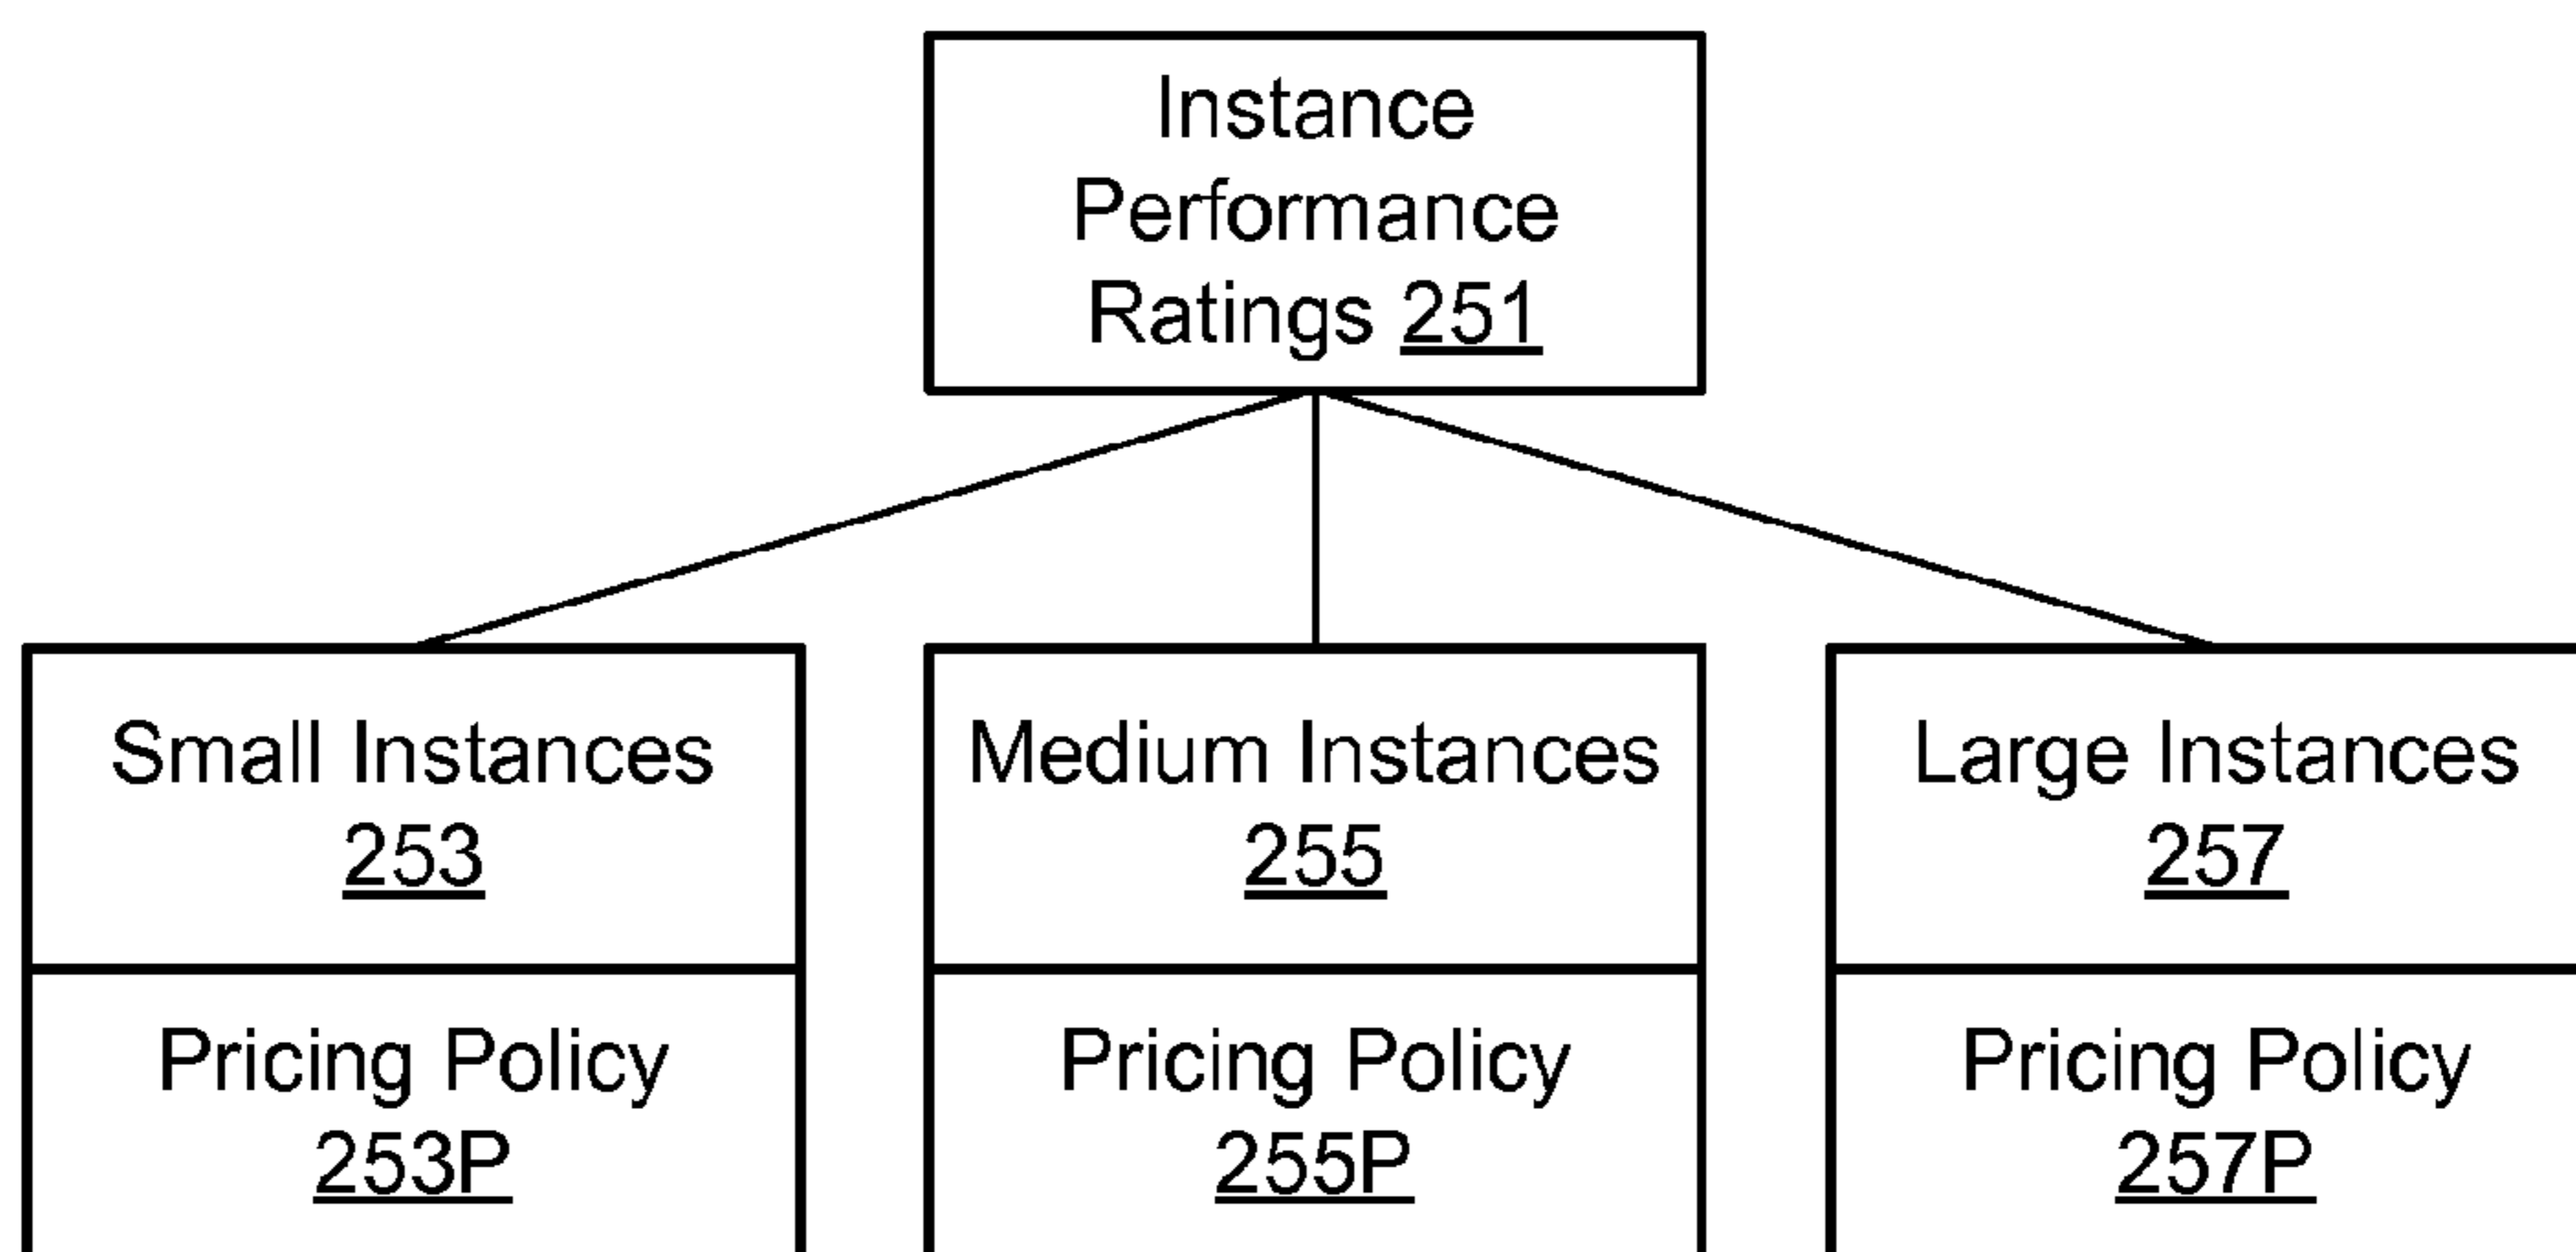 Instance
Performance
Ratings 251
Small Instances
253
Medium Instances
255
Large Instances
257
Pricing Policy
253P
Pricing Policy
255P
Pricing Policy
257P